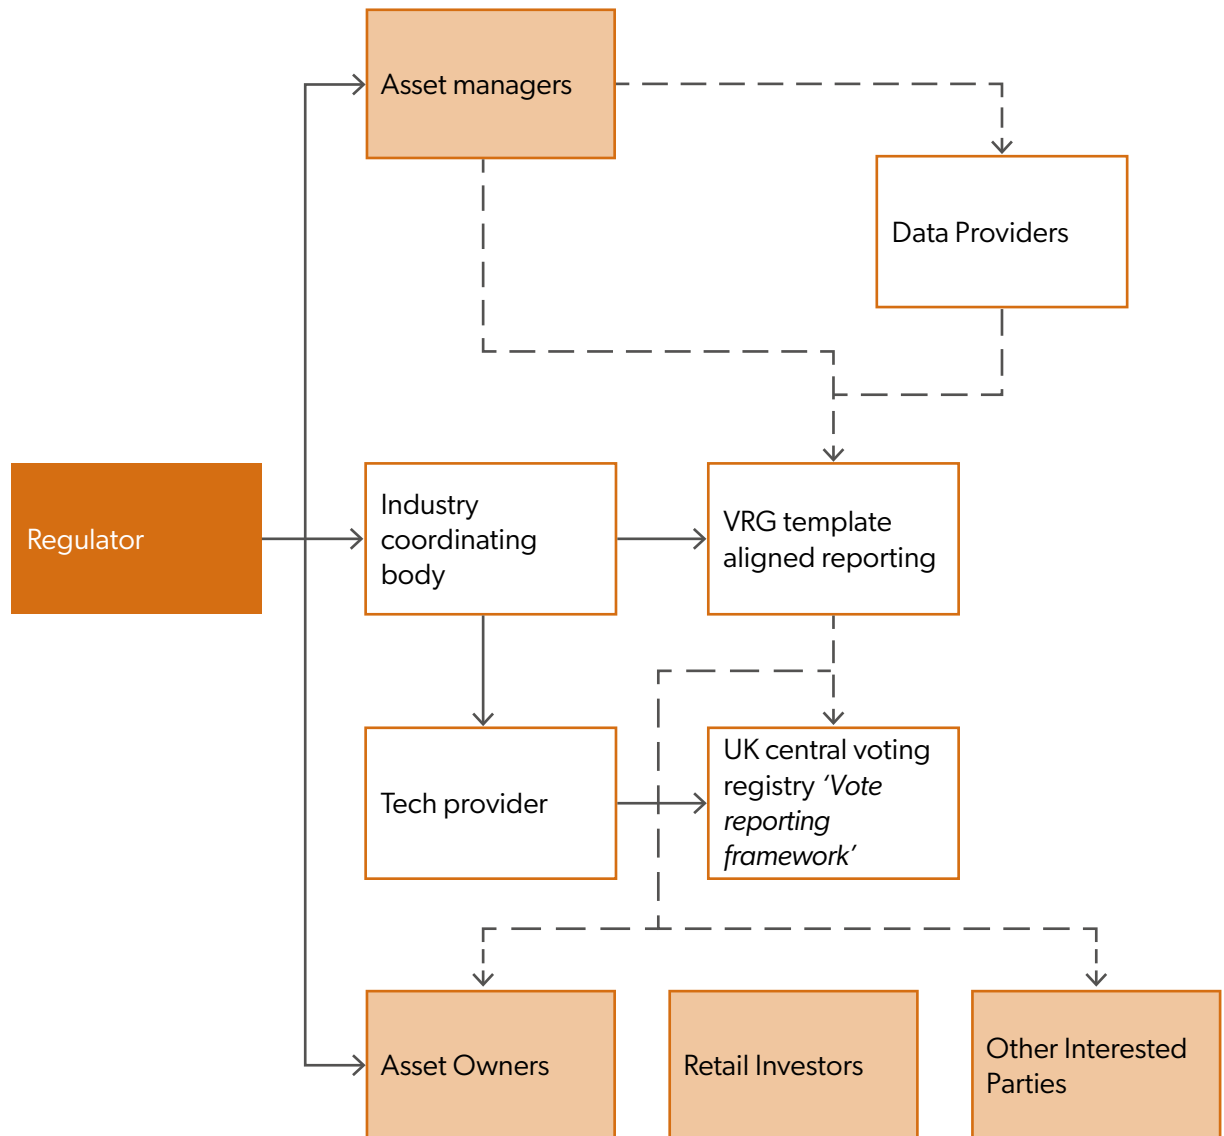 Asset managers
Data Providers
Regulator
Industry
coordinating
body
VRG template
aligned reporting
Tech provider
UK central voting
registry ‘Vote
reporting
framework’
Asset Owners
Retail Investors
Other Interested
Parties